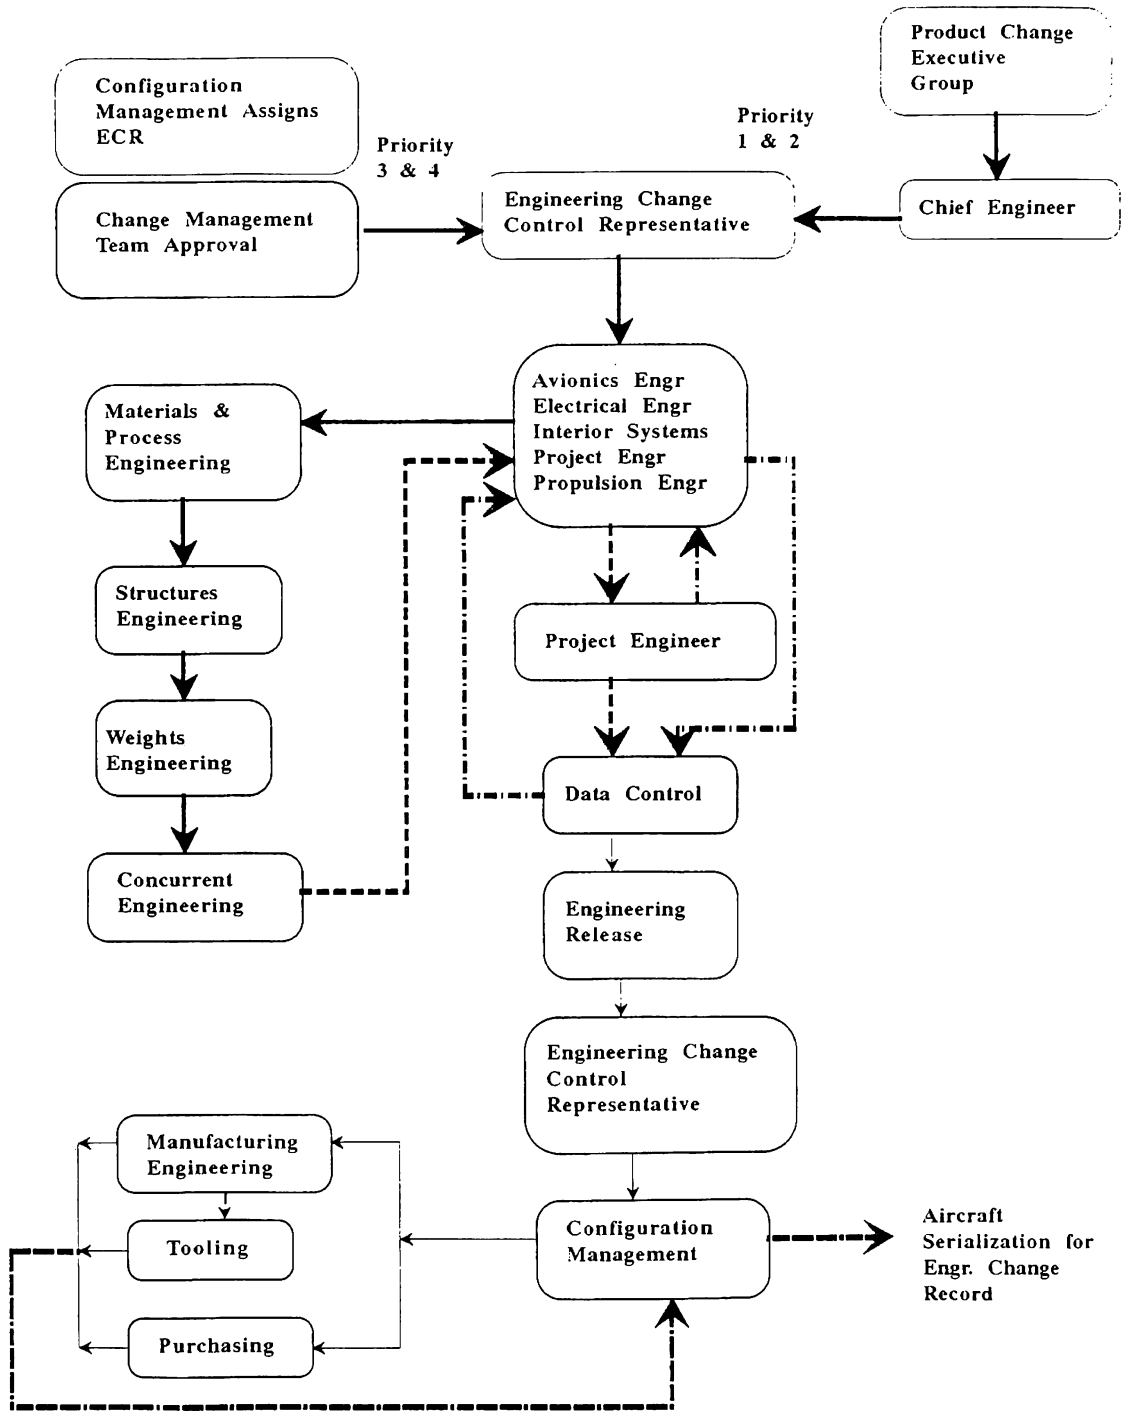 Product Change
Executive
Group
Configuration
Management Assigns
ECR
Priority
1 & 2
Priority
3 & 4
Change Management
Team Approval
Engineering Change
Control Representative
Chief Engineer
Avionics Engr
Electrical Engr
Interior Systems
Project Engr
Propulsion Engr
Materials &
Process
Engineering
Structures
Engineering
Project Engineer
Weights
Engineering
Data Control
Concurrent
Engineering
Engineering
Release
Engineering Change
Control
Representative
Manufacturing
Engineering
Tooling
Purchasing
Configuration
Management
Aircraft
Serialization for
Engr. Change
Record